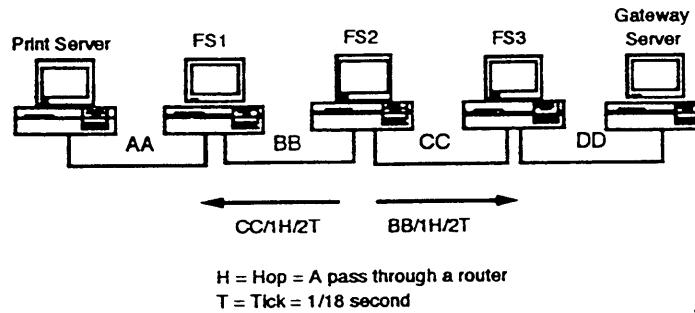 Gateway
Print Server FS1 FS2 FS3 Server
AA BB CC DD
CC/1H/2T BB/1H/2T
H = Hop = A pass through a router
T = Tick = 1/18 second